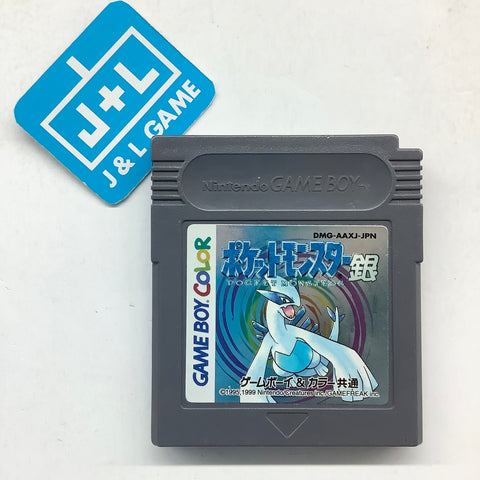 J+L
J & L GAME
Nintendo GAME BOY
DMG-AAXJ-JPN
ポケットモンスター銀
POCKET MONSTERS
GAME BOY COLOR
ゲームボーイ & カラー共通
©1995,1999 Nintendo/Creatures inc./GAMEFREAK inc.